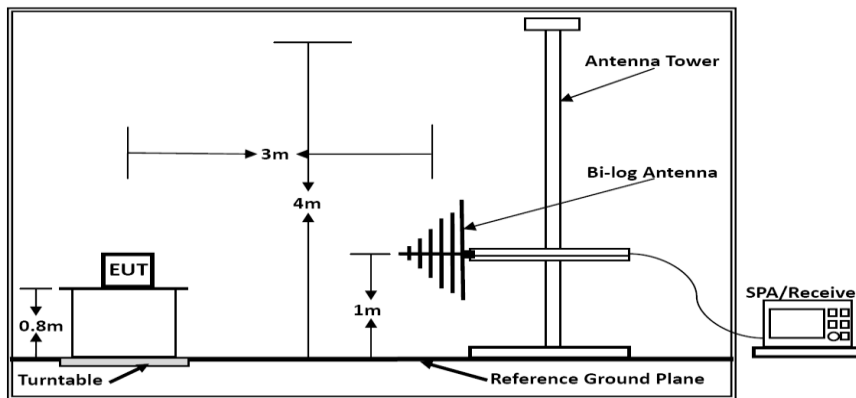 Antenna Tower
3m
Bi-log Antenna
4m
EUT
SPA/Receive
0.8m
1m
Turntable
Reference Ground Plane